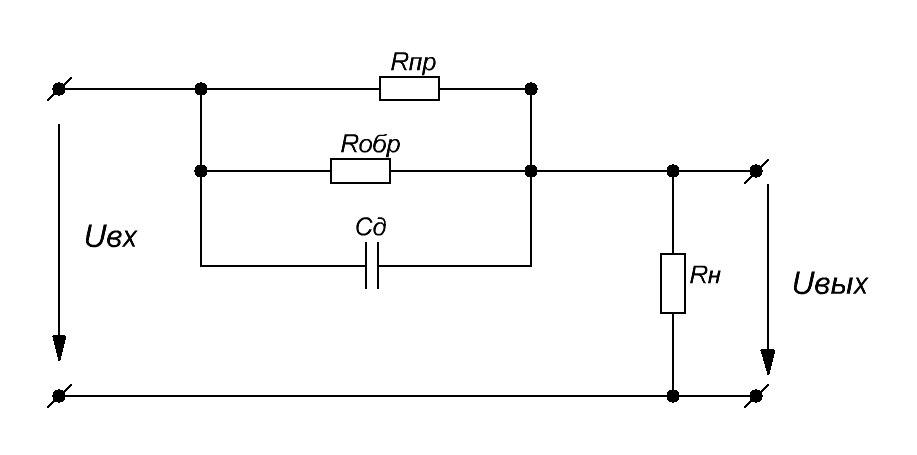 Rпр
Rобр
Cд
Uвх
Rн
Uвых